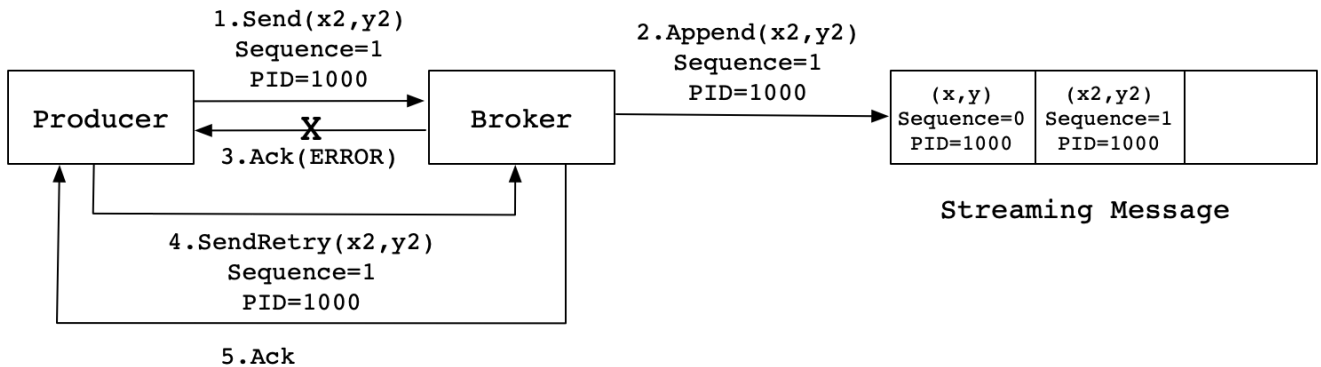 1.Send(x2,y2)
Sequence=1
PID=1000
2.Append(x2,y2)
Sequence=1
PID=1000
Producer
Broker
X
3.Ack(ERROR)
(x,y)
Sequence=0
PID=1000
(x2,y2)
Sequence=1
PID=1000
Streaming Message
4.SendRetry(x2,y2)
Sequence=1
PID=1000
5.Ack